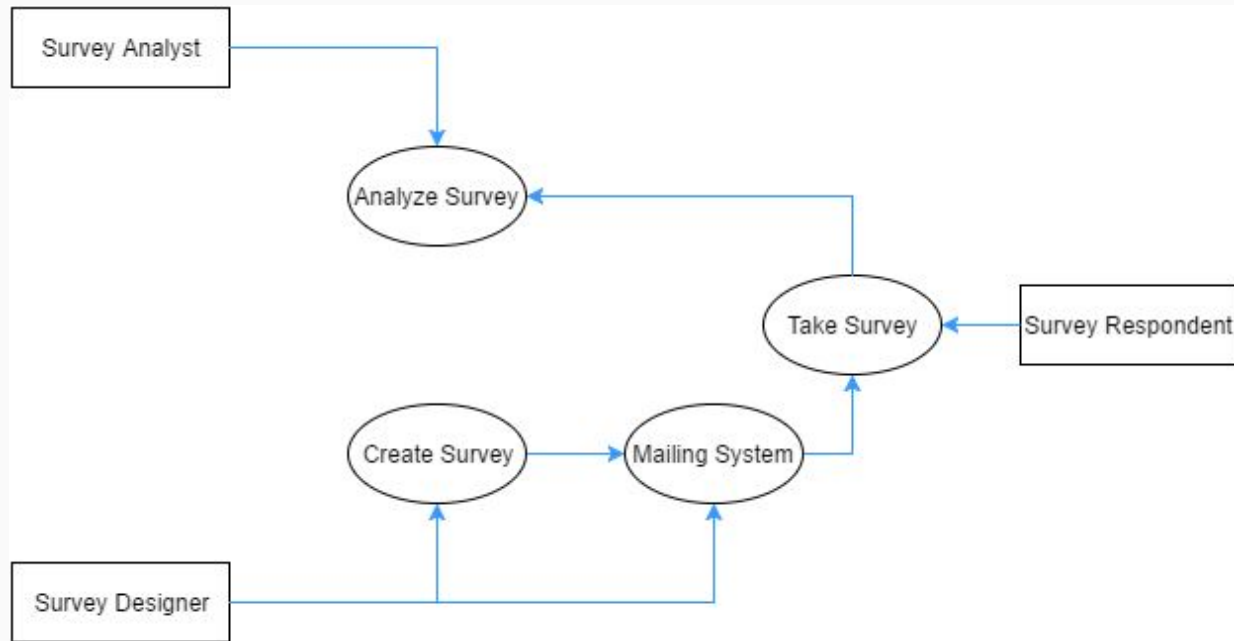 Survey Analyst
Analyze Survey
Take Survey
Survey Respondent
Create Survey
Mailing System
Survey Designer